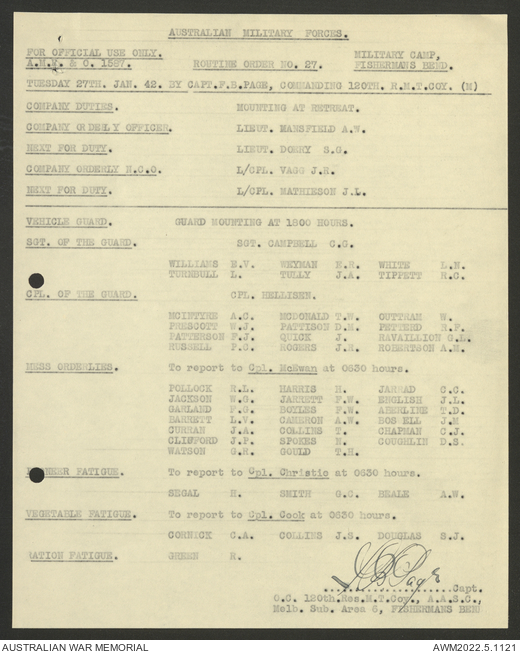 AUSTRALIAN MILITARY FORCES.
FOR OFFICIAL USE ONLY. MILITARY CAMP,
A.M.F. & O. 1587. ROUTINE ORDER NO. 27. FISHERMANS BEND.
TUESDAY 27TH. JAN. 42. BY CAPT.F.B.PAGE, COMMANDING 120TH. R.M.T.COY. (M)
COMPANY DUTIES. MOUNTING AT RETREAT.
COMPANY ORDERLY OFFICER. LIEUT. MANSFIELD A.W.
NEXT FOR DUTY. LIEUT. DOERY S.G.
COMPANY ORDERLY N.C.O. L/CPL. VAGG J.R.
NEXT FOR DUTY. L/CPL. MATHIESON J.L.
VEHICLE GUARD. GUARD MOUNTING AT 1800 HOURS.
SGT. OF THE GUARD. SGT. CAMPBELL C.G.
WILLIAMS E.V. WEYMAN E.R. WHITE L.N.
TURNBULL L. TULLY J.A. TIPPETT R.C.
CPL. OF THE GUARD. CPL. HELLISEN.
MCINTYRE A.C. MCDONALD T.W. OUTTRAM W.
PRESCOTT W.J. PATTISON D.M. PETTERD R.F.
PATTERSON F.J. QUICK J. RAVAILLION G.L.
RUSSELL P.C. ROGERS J.R. ROBERTSON A.M.
MESS ORDERLIES. To report to Cpl. McEwan at 0630 hours.
POLLOCK R.L. HARRIS H. JARRAD C.C.
JACKSON W.G. JARRETT F.W. ENGLISH J.L.
GARLAND F.G. BOYLES F.W. ABERLINE T.D.
BARNETT L.V. CAMERON A.W. BOSWELL J.M
CURRAN J.A. COLLINS T. CHAPMAN C.J.
CLIFFORD J.P. SPOKES N. COUGHLIN D.S.
WATSON G.R. GOULD T.H.
FATIGUE. To report to Cpl. Christie at 0630 hours.
SEGAL H. SMITH G.C. BEALE A.W.
VEGETABLE FATIGUE. To report to Cpl. Cook at 0630 hours.
CORNICK C.A. COLLINS J.S. DOUGLAS S.J.
RATION FATIGUE. GREEN R.
F B Page
Capt.
O.C. 120th.Res.M.T.Coy., A.A.S.C.,
Melb. Sub. Area 6, FISHERMANS BEND
AUSTRALIAN WAR MEMORIAL AWM2022.5.1121